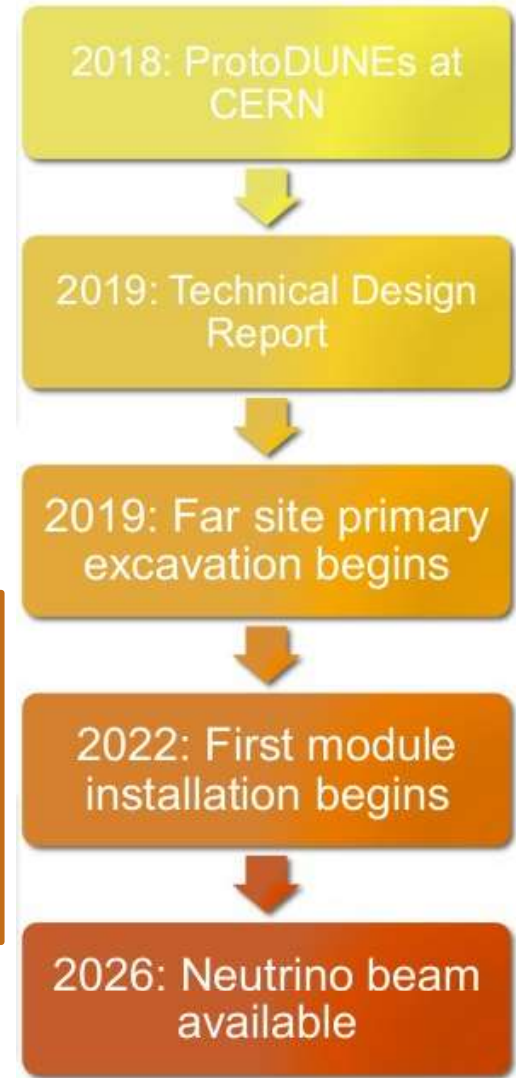 2018: ProtoDUNEs at
CERN
2019: Technical Design
Report
2019: Far site primary
excavation begins
2022: First module
installation begins
2026: Neutrino beam
available